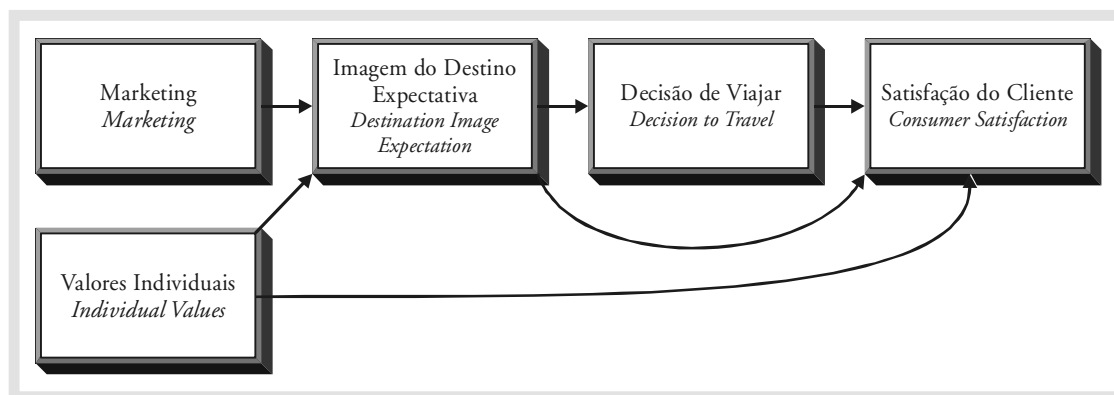 Marketing
Marketing
Imagem do Destino
Expectativa
Destination Image
Expectation
Decisão de Viajar
Decision to Travel
Satisfação do Cliente
Consumer Satisfaction
Valores Individuais
Individual Values